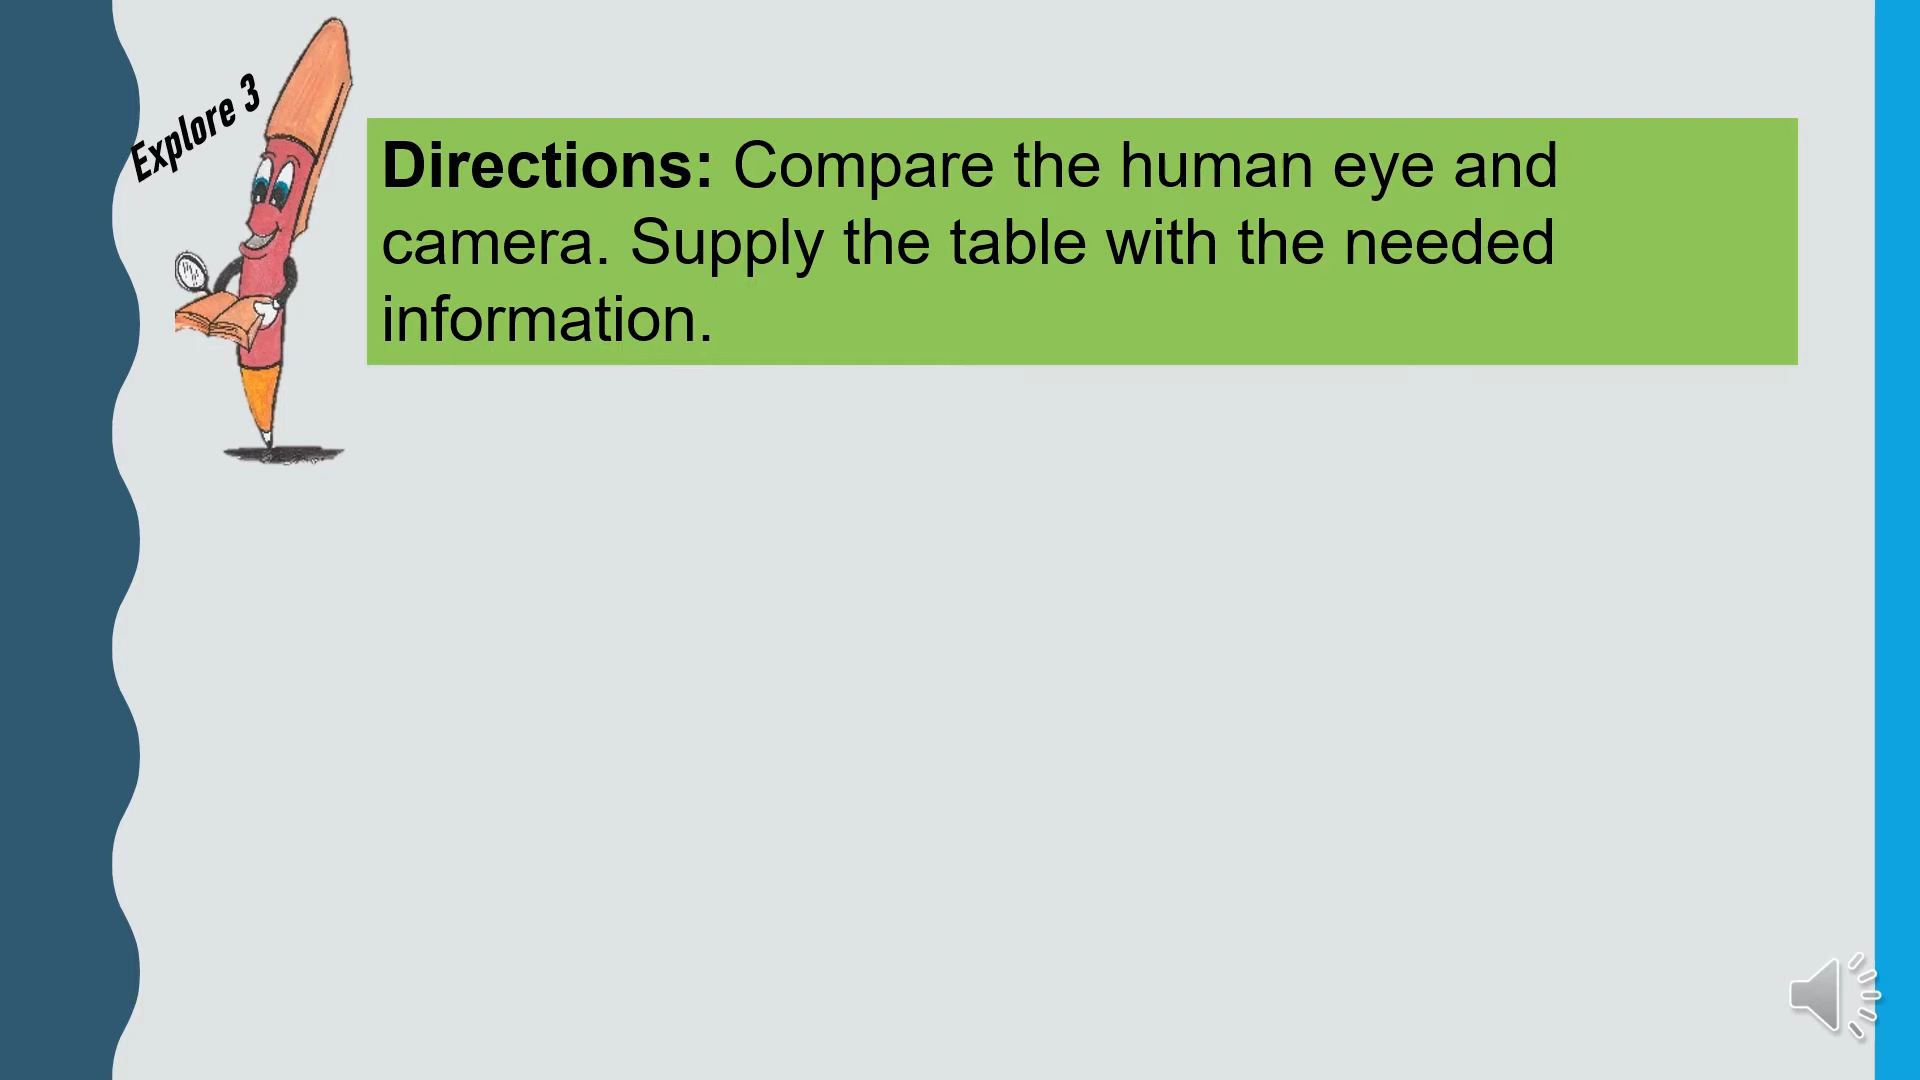 Explore 3
Directions: Compare the human eye and
camera. Supply the table with the needed
information.